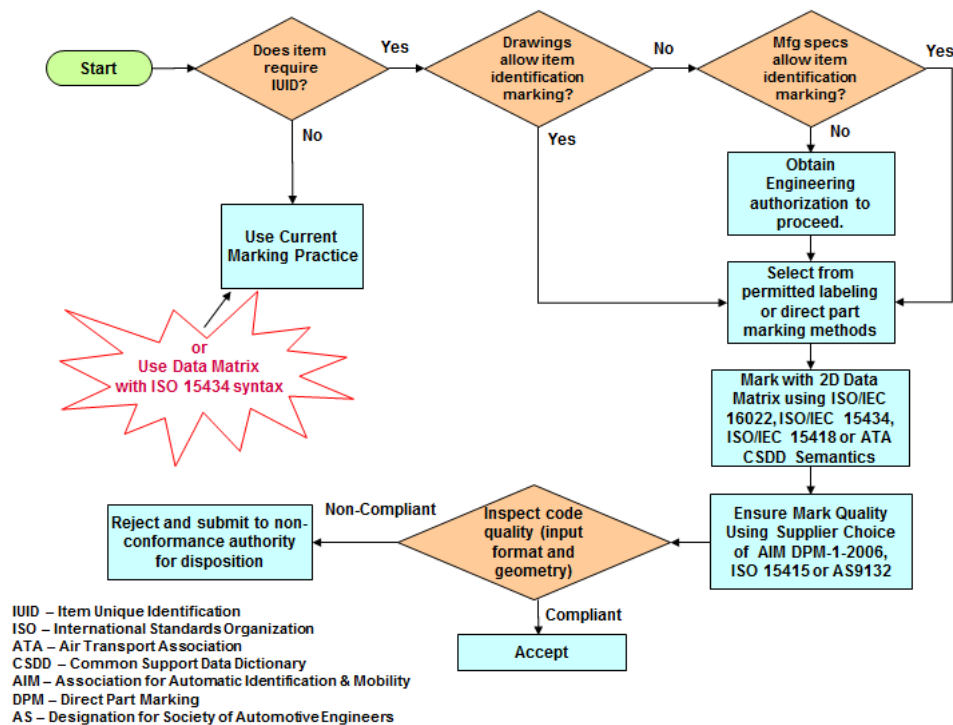 Start
Does item
require
IUID?
Yes
Drawings
allow item
identification
marking?
No
Mfg specs
allow item
identification
marking?
Yes
No
Yes
No
Obtain
Engineering
authorization to
proceed.
Use Current
Marking Practice
Select from
permitted labeling
or direct part
marking methods
or
Use Data Matrix
with ISO 15434 syntax
Mark with 2D Data
Matrix using ISO/IEC
16022, ISO/IEC 15434,
ISO/IEC 15418 or ATA
CSDD Semantics
Ensure Mark Quality
Using Supplier Choice
of AIM DPM-1-2006,
ISO 15415 or AS9132
Inspect code
quality (input
format and
geometry)
Non-Compliant
Reject and submit to non-
conformance authority
for disposition
Compliant
Accept
IUID – Item Unique Identification
ISO – International Standards Organization
ATA – Air Transport Association
CSDD – Common Support Data Dictionary
AIM – Association for Automatic Identification & Mobility
DPM – Direct Part Marking
AS – Designation for Society of Automotive Engineers